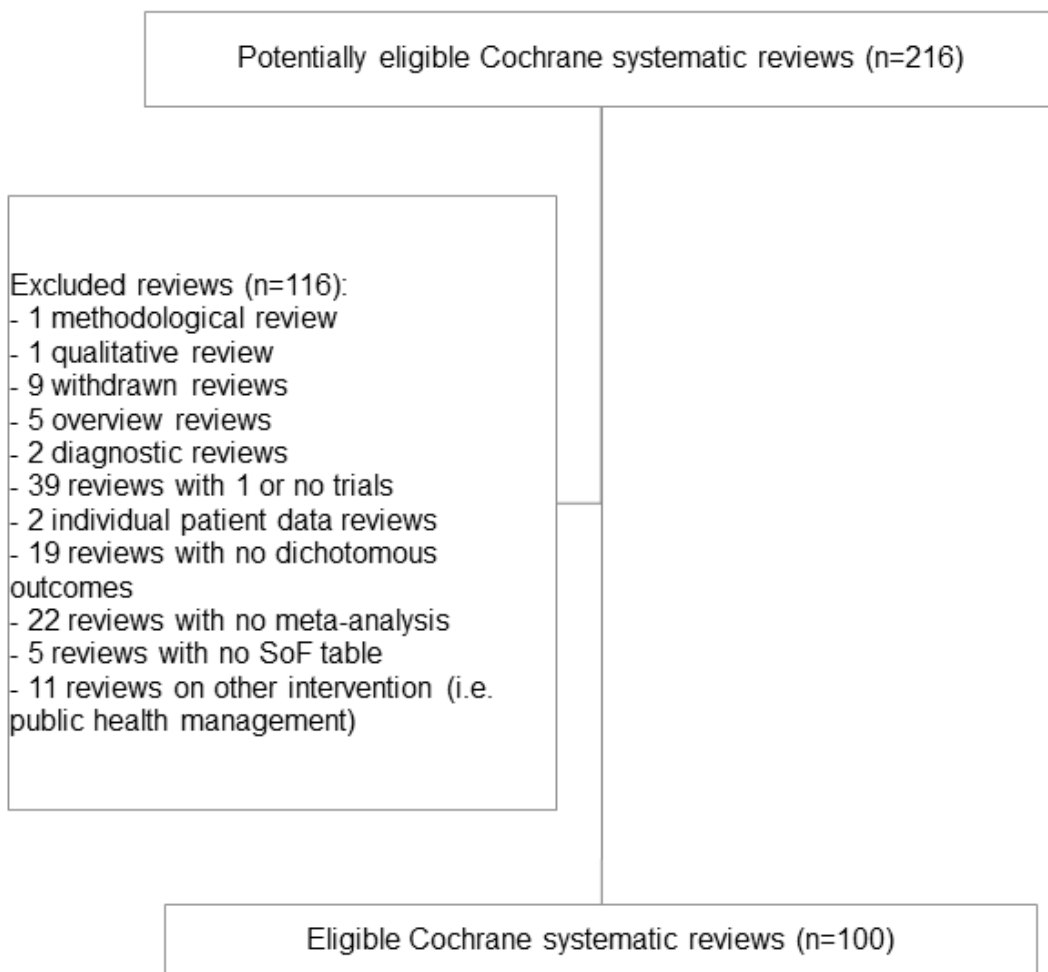 Potentially eligible Cochrane systematic reviews (n=216)
Excluded reviews (n=116):
- 1 methodological review
- 1 qualitative review
- 9 withdrawn reviews
- 5 overview reviews
- 2 diagnostic reviews
- 39 reviews with 1 or no trials
- 2 individual patient data reviews
- 19 reviews with no dichotomous
outcomes
- 22 reviews with no meta-analysis
- 5 reviews with no SoF table
- 11 reviews on other intervention (i.e.
public health management)
Eligible Cochrane systematic reviews (n=100)